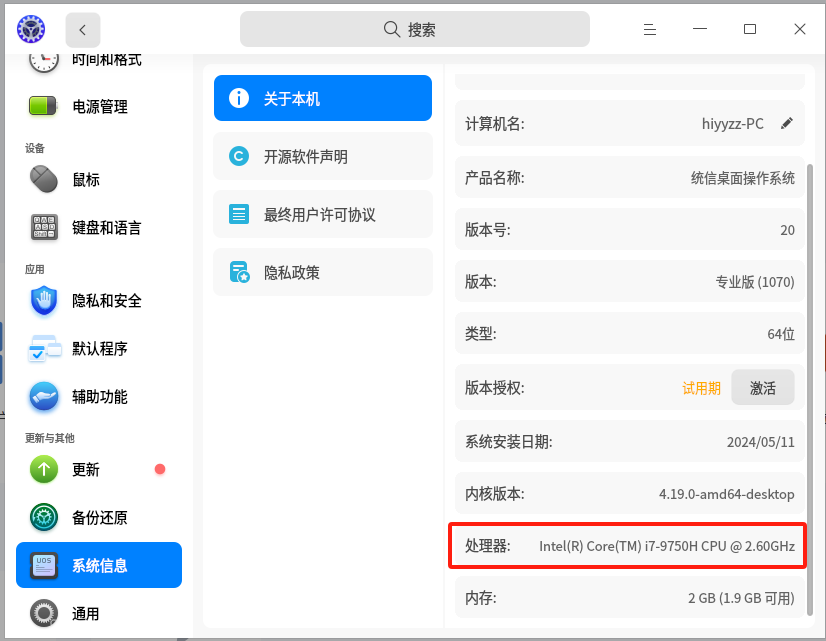 搜索
时间和格式
电源管理
设备
鼠标
键盘和语言
应用
隐私和安全
默认程序
辅助功能
更新与其他
更新
备份还原
UOS
系统信息
通用
关于本机
开源软件声明
最终用户许可协议
隐私政策
计算机名: hiyyzz-PC
产品名称: 统信桌面操作系统
版本号: 20
版本: 专业版 (1070)
类型: 64位
版本授权: 试用期 激活
系统安装日期: 2024/05/11
内核版本: 4.19.0-amd64-desktop
处理器: Intel(R) Core(TM) i7-9750H CPU @ 2.60GHz
内存: 2 GB (1.9 GB 可用)